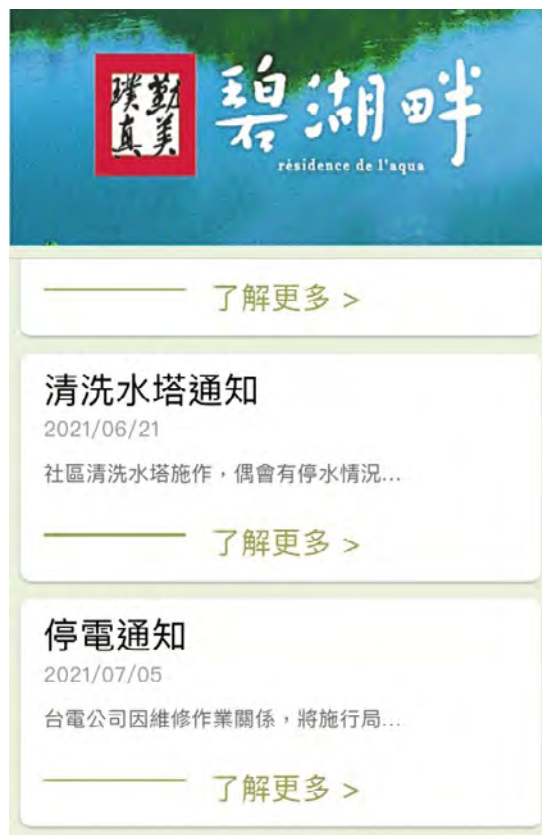 勤美
璞真
碧湖畔
résidence de l'aqua
了解更多 >
清洗水塔通知
2021/06/21
社區清洗水塔施作，偶會有停水情況...
了解更多 >
停電通知
2021/07/05
台電公司因維修作業關係，將施行局...
了解更多 >